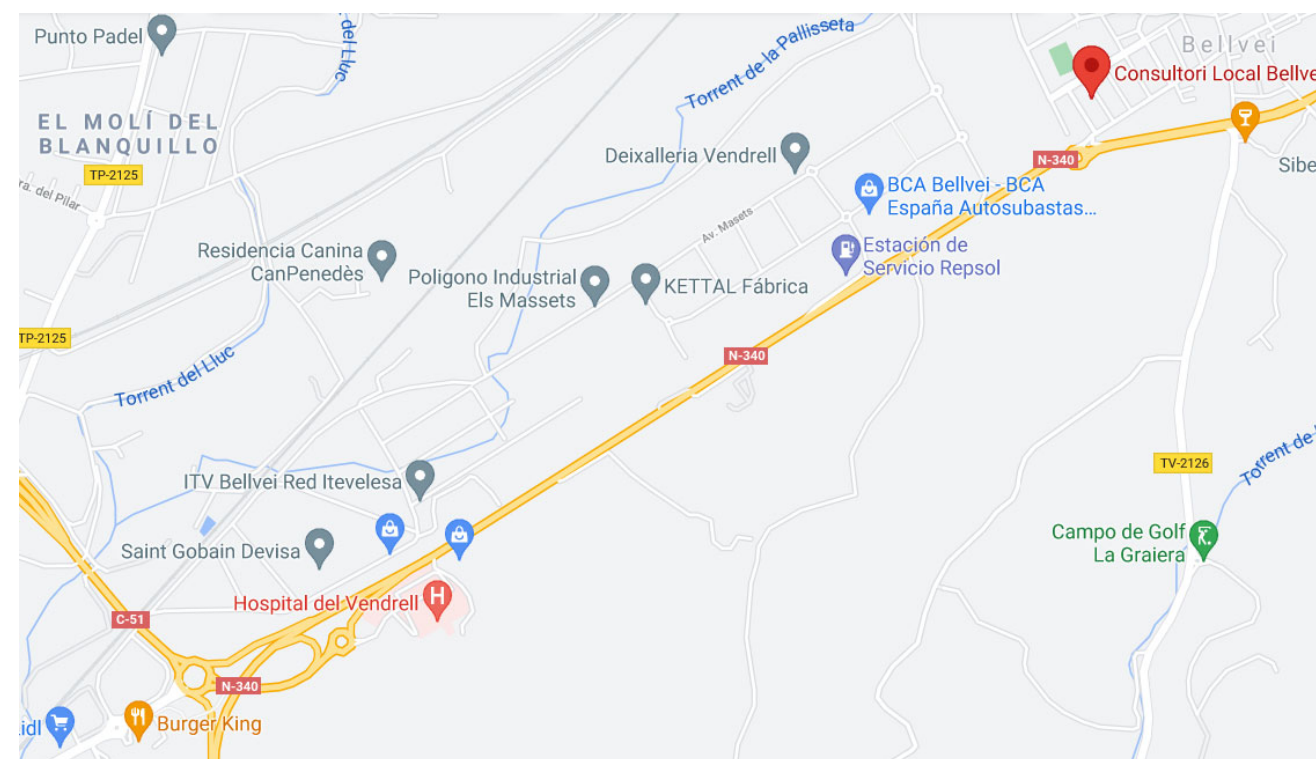 Punto Padel
del Lluc
Torrent de la Pallisseta
Bellvei
Consultori Local Bellve
EL MOLÍ DEL
BLANQUILLO
TP-2125
ra. del Pilar
Deixalleria Vendrell
N-340
Sibe
BCA Bellvei - BCA
España Autosubastas...
Av. Masets
Residencia Canina
CanPenedès
Poligono Industrial
Els Massets
KETTAL Fábrica
Estación de
Servicio Repsol
TP-2125
N-340
Torrent del Lluc
ITV Bellvei Red Itevelesa
TV-2126
Torrent de
Saint Gobain Devisa
Campo de Golf
La Graiera
Hospital del Vendrell
H
C-51
N-340
idl
Burger King